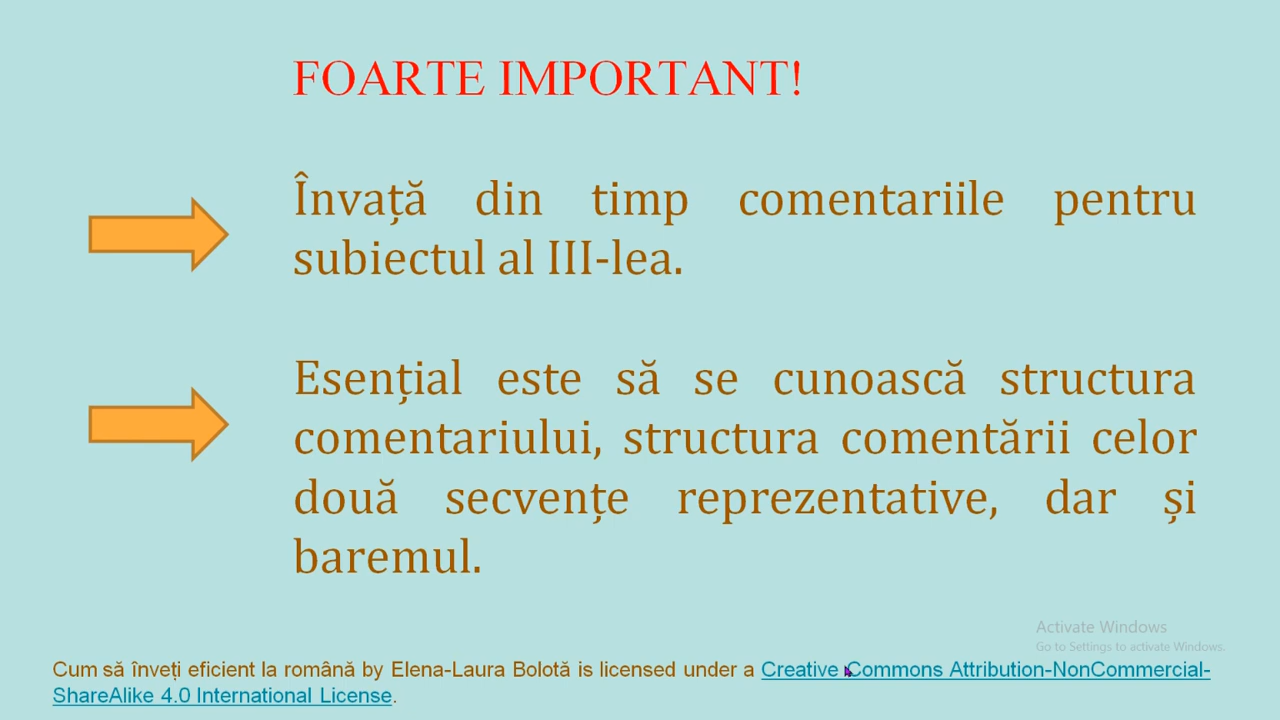 FOARTE IMPORTANT!
Învață din timp comentariile pentru
subiectul al III-lea.
Esențial este să se cunoască structura
comentariului, structura comentării celor
două secvențe reprezentative, dar și
baremul.
Activate Windows
Go to Settings to activate Windows.
Cum să înveți eficient la română by Elena-Laura Bolotă is licensed under a Creative Commons Attribution-NonCommercial-
ShareAlike 4.0 International License.